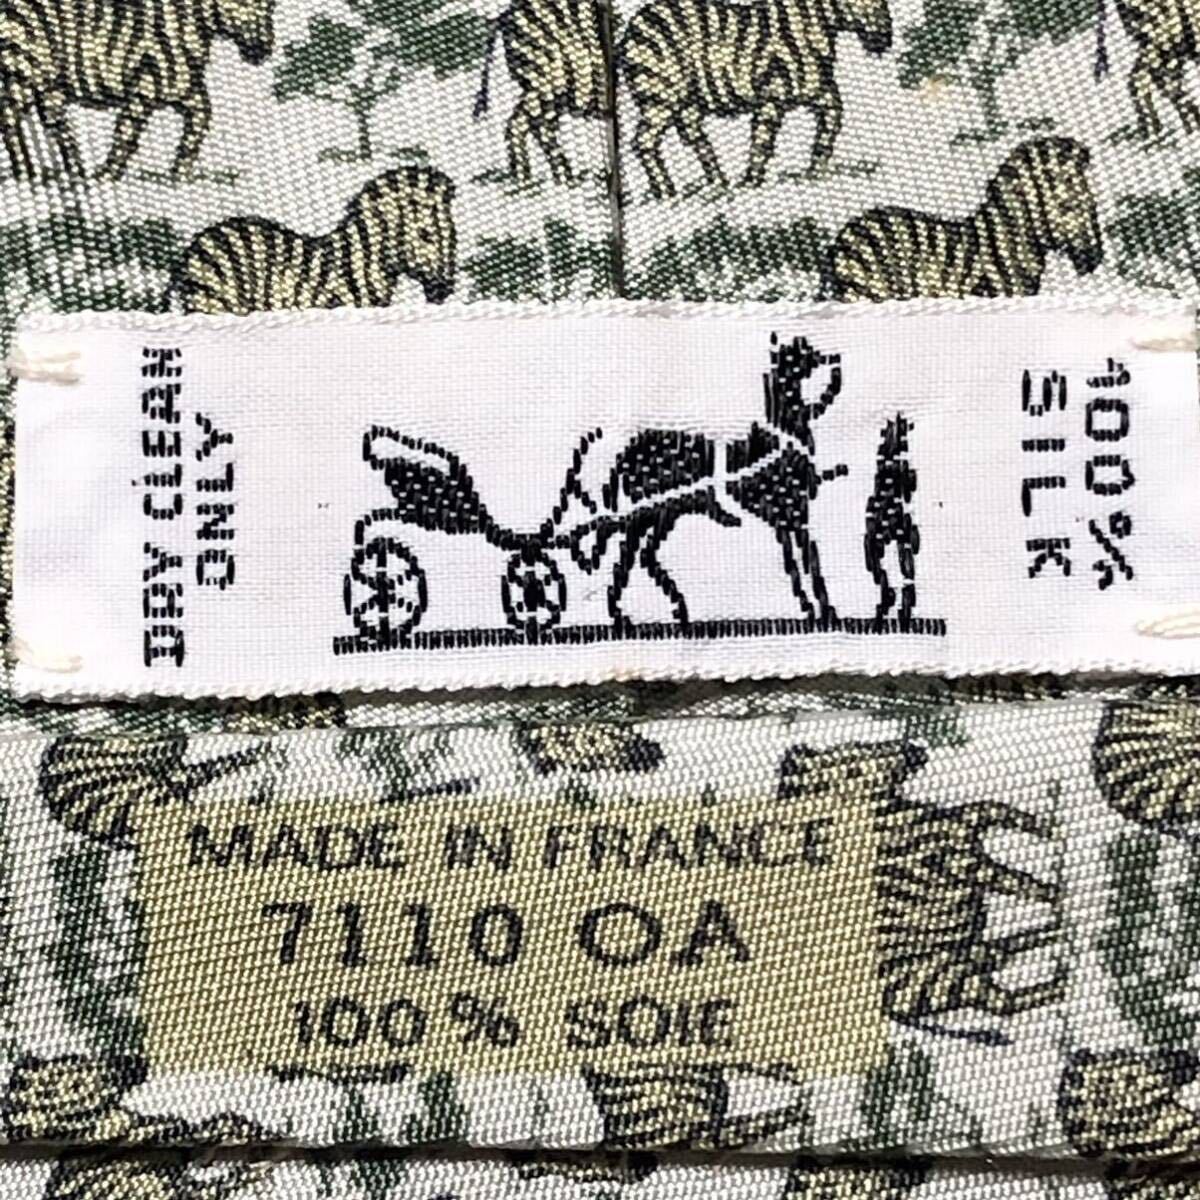 DRY CLEAN
ONLY
100%
SILK
MADE IN FRANCE
7110 OA
100% SOIE